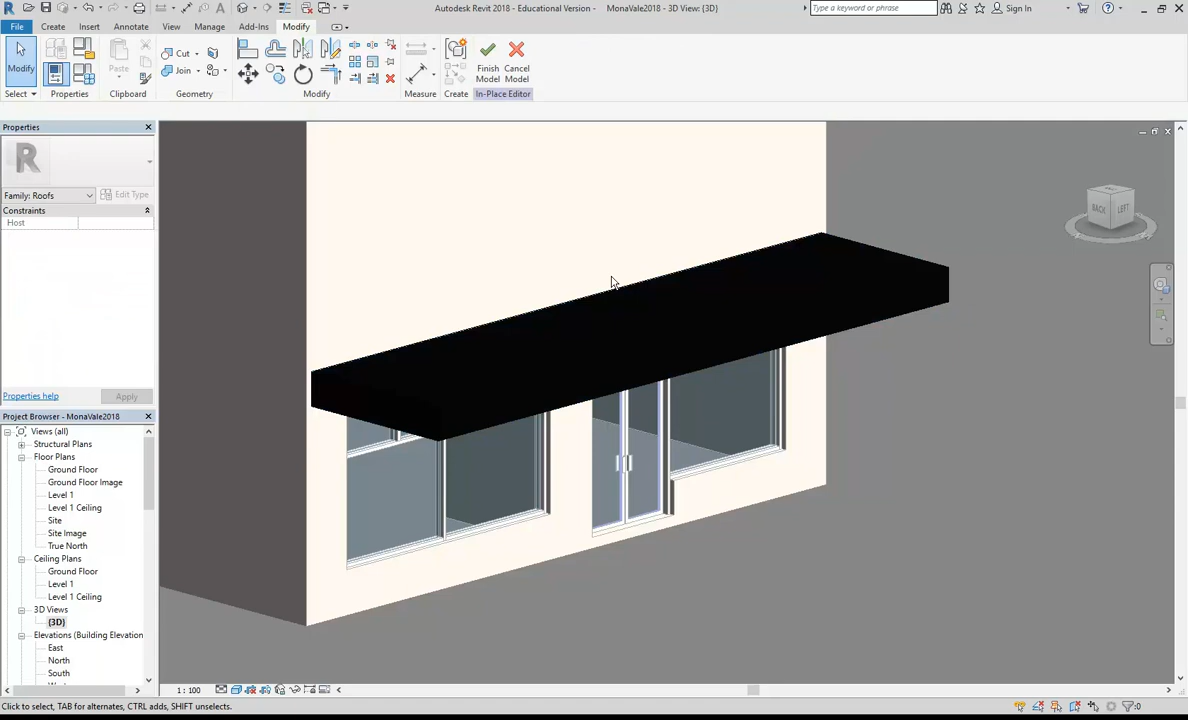 Autodesk Revit 2018 - Educational Version - MonaVale2018 - 3D View: {3D}
Type a keyword or phrase
Sign In
File Create Insert Annotate View Manage Add-Ins Modify
Modify
Paste
Cut
Join
Finish Model
Cancel Model
Select Properties Clipboard Geometry Modify Measure Create In-Place Editor
Properties
Family: Roofs
Edit Type
Constraints
Host
Properties help
Apply
Project Browser - MonaVale2018
Views (all)
Structural Plans
Floor Plans
Ground Floor
Ground Floor Image
Level 1
Level 1 Ceiling
Site
Site Image
True North
Ceiling Plans
Ground Floor
Level 1
Level 1 Ceiling
3D Views
{3D}
Elevations (Building Elevation
East
North
South
BACK
LEFT
1 : 100
Click to select, TAB for alternates, CTRL adds, SHIFT unselects.
:0